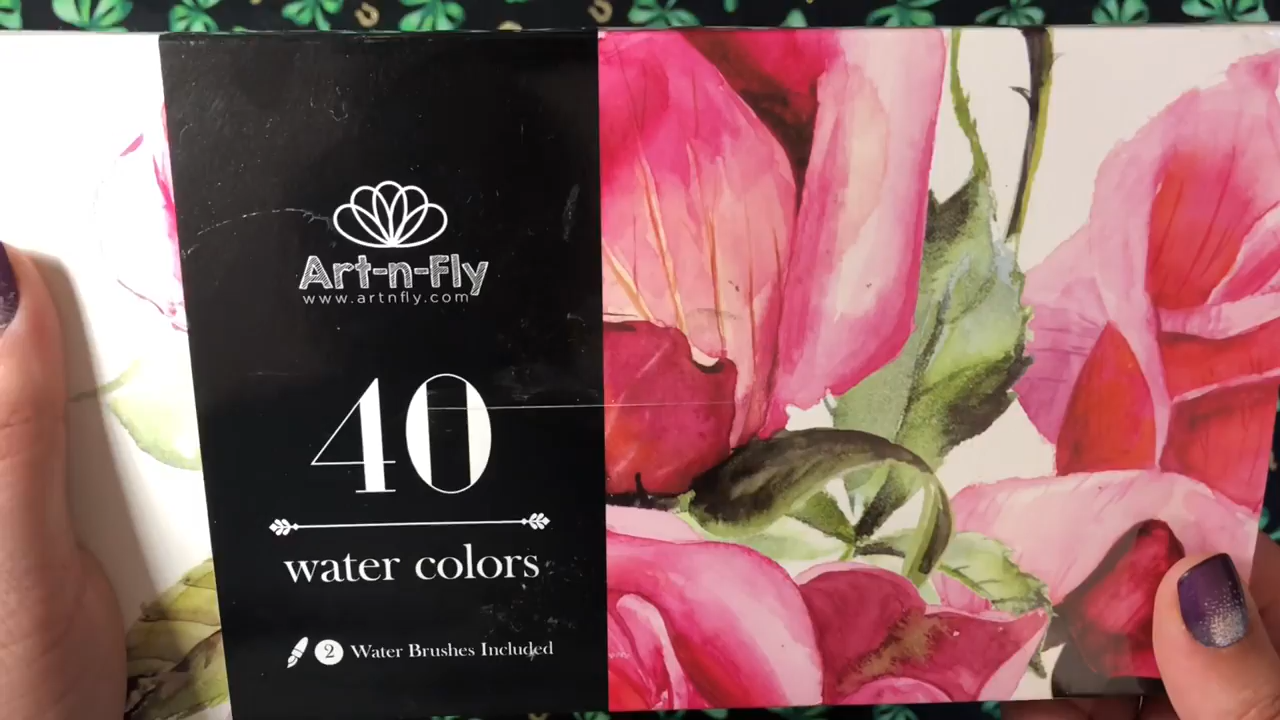 Art-n-Fly
www.artnfly.com
40
water colors
2 Water Brushes Included